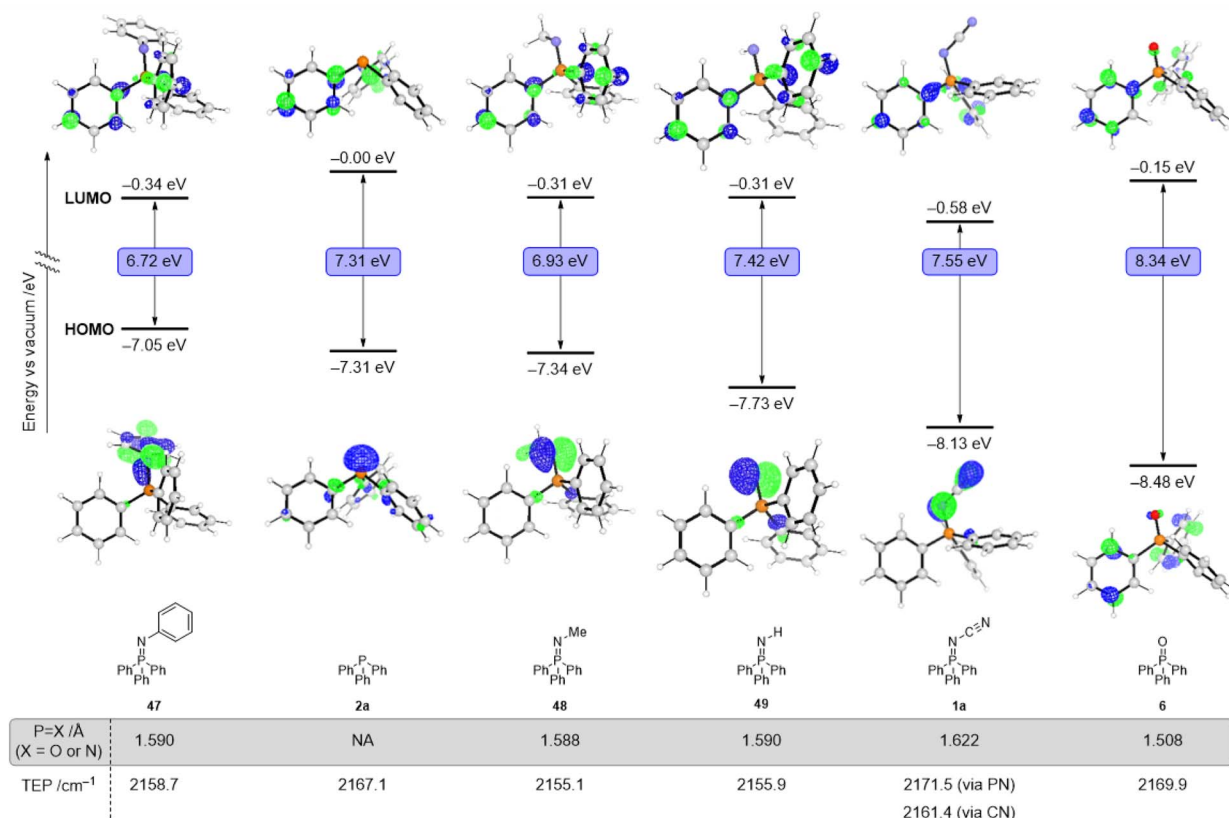 –0.34 eV
–0.00 eV
–0.31 eV
–0.31 eV
–0.58 eV
–0.15 eV
LUMO
6.72 eV
7.31 eV
6.93 eV
7.42 eV
7.55 eV
8.34 eV
Energy vs vacuum /eV
HOMO
–7.05 eV
–7.31 eV
–7.34 eV
–7.73 eV
–8.13 eV
–8.48 eV
N
N Me
N H
N C N
O
Ph P Ph
Ph
Ph P Ph
Ph
Ph P Ph
Ph
Ph P Ph
Ph
Ph P Ph
Ph
Ph P Ph
Ph
47 2a 48 49 1a 6
P=X /Å
(X = O or N)
1.590 NA 1.588 1.590 1.622 1.508
TEP /cm–1 2158.7 2167.1 2155.1 2155.9 2171.5 (via PN) 2169.9
2161.4 (via CN)